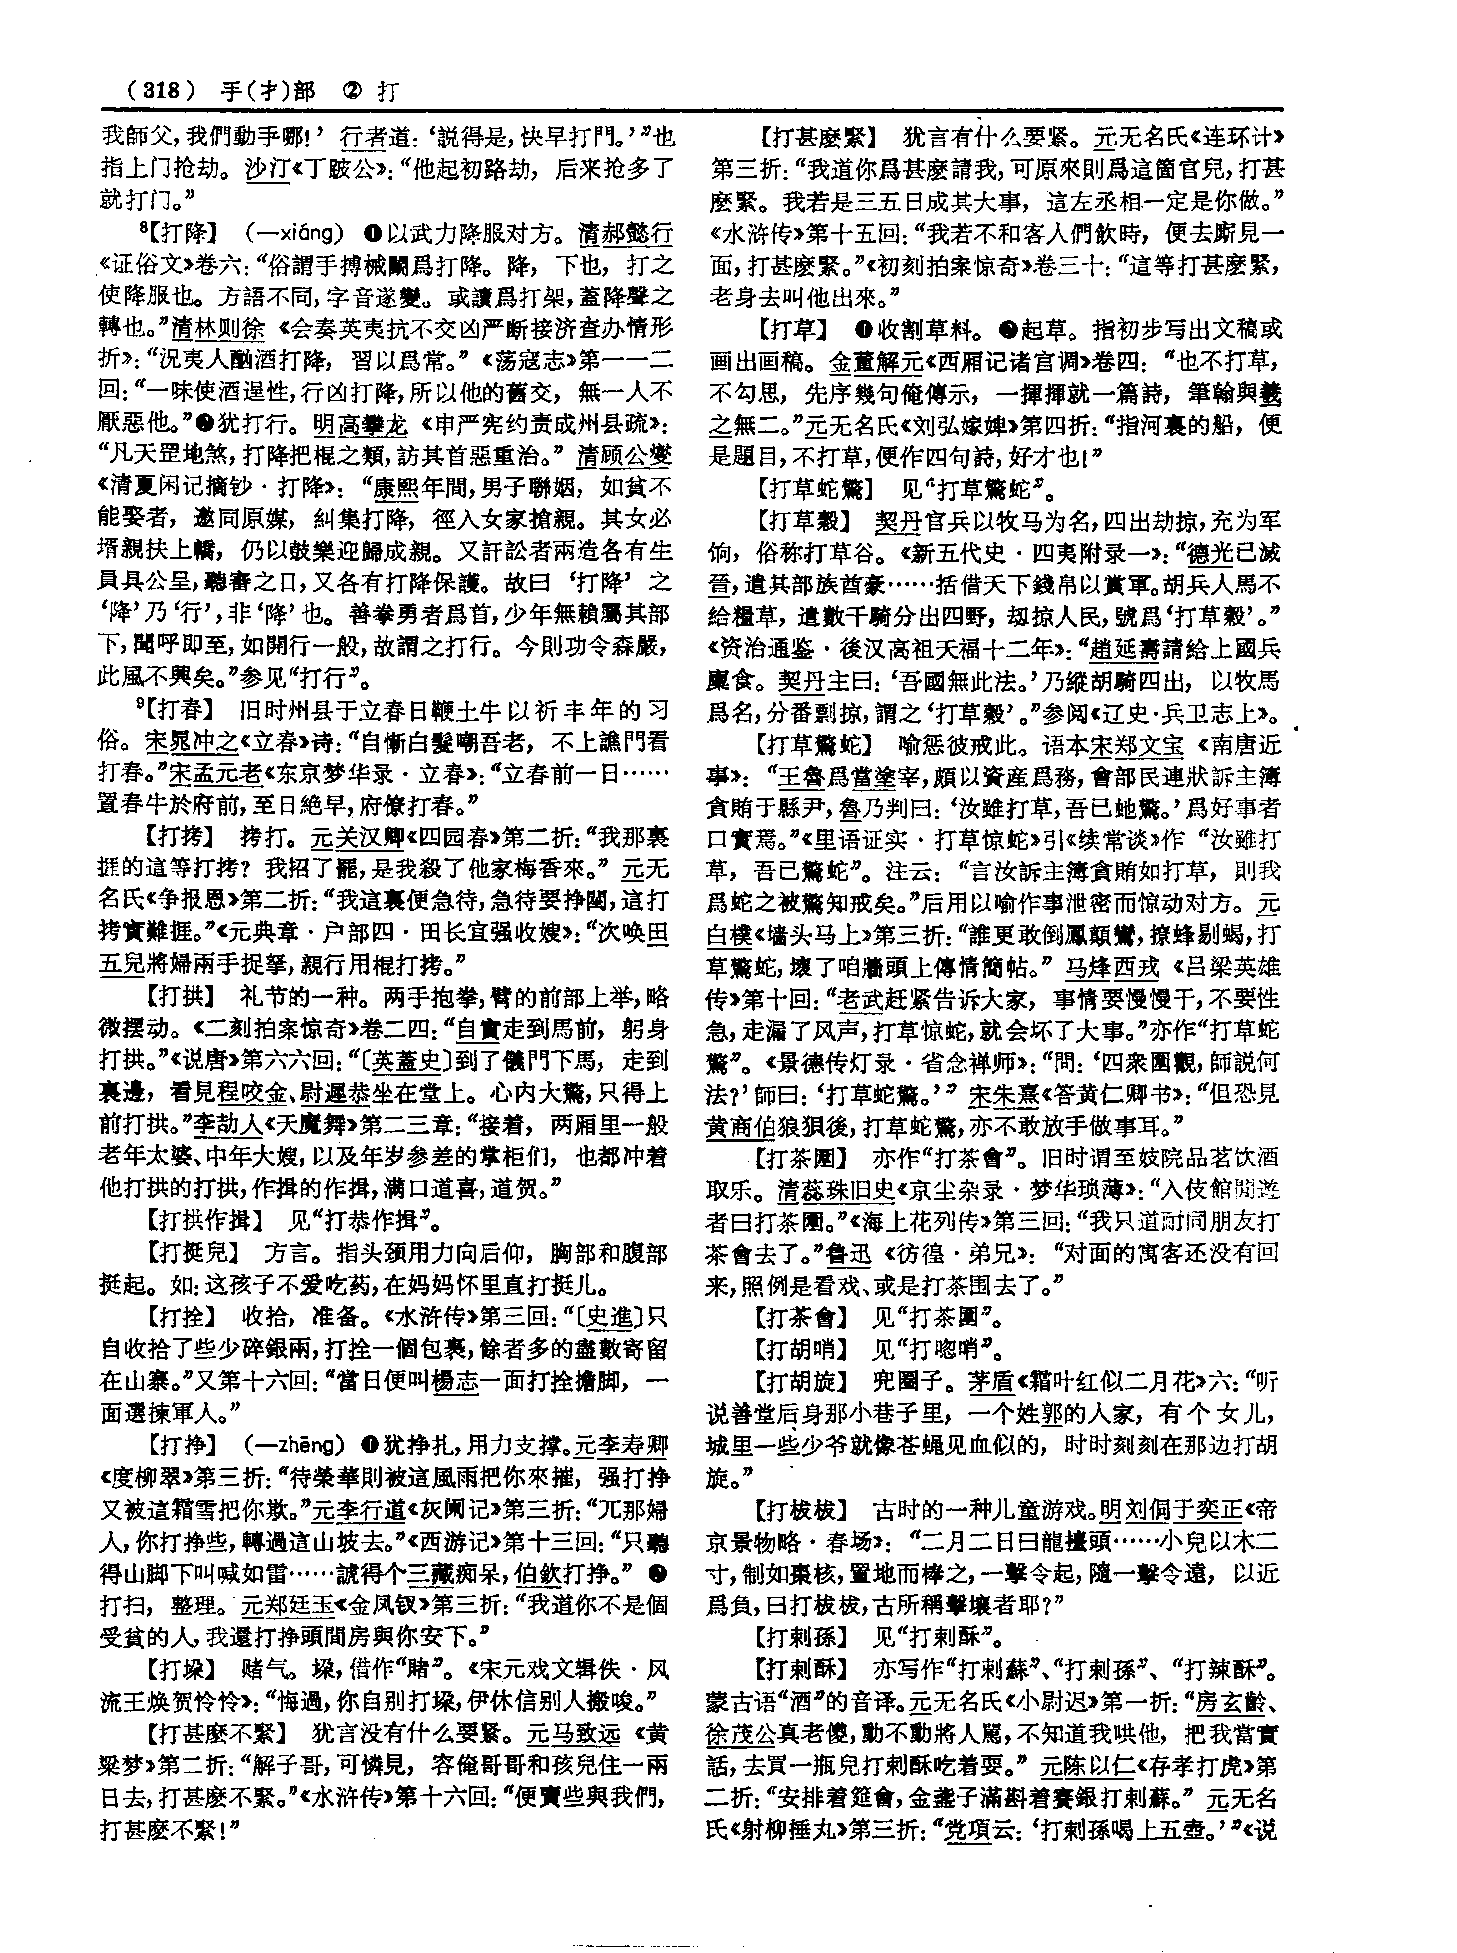 (318) 手(扌)部 ② 打
我師父，我們動手哪！’行者道：‘説得是，快早打門。’”也
指上门抢劫。沙汀《丁跛公》：“他起初路劫，后来抢多了
就打门。”
⁸【打降】（—xiáng）❶以武力降服对方。清郝懿行
《证俗文》卷六：“俗謂手搏械鬭爲打降。降，下也，打之
使降服也。方語不同，字音遂變。或讀爲打架，蓋降聲之
轉也。”清林则徐《会奏英夷抗不交凶严断接济查办情形
折》：“況夷人酗酒打降，習以爲常。”《荡寇志》第一一二
回：“一味使酒逞性，行凶打降，所以他的舊交，無一人不
厭惡他。”❷犹打行。明高攀龙《申严宪约责成州县疏》：
“凡天罡地煞，打降把棍之類，訪其首惡重治。”清顾公燮
《清夏闲记摘钞·打降》：“康熙年間，男子聯姻，如貧不
能娶者，邀同原媒，糾集打降，徑入女家搶親。其女必
壻親扶上轎，仍以鼓樂迎歸成親。又訐訟者兩造各有生
員具公呈，聽審之日，又各有打降保護。故曰‘打降’之
‘降’乃‘行’，非‘降’也。善拳勇者爲首，少年無賴屬其部
下，聞呼即至，如開行一般，故謂之打行。今則功令森嚴，
此風不興矣。”参见“打行”。
⁹【打春】 旧时州县于立春日鞭土牛以祈丰年的习
俗。宋晁冲之《立春》诗：“自慚白髮嘲吾老，不上譙門看
打春。”宋孟元老《东京梦华录·立春》：“立春前一日……
置春牛於府前，至日絶早，府僚打春。”
【打拷】 拷打。元关汉卿《四园春》第二折：“我那裏
捱的這等打拷？我招了罷，是我殺了他家梅香來。”元无
名氏《争报恩》第二折：“我這裏便急待，急待要挣闥，這打
拷實難捱。”《元典章·户部四·田长宜强收嫂》：“次唤田
五兒將婦兩手捉拏，親行用棍打拷。”
【打拱】 礼节的一种。两手抱拳，臂的前部上举，略
微摆动。《二刻拍案惊奇》卷二四：“自實走到馬前，躬身
打拱。”《说唐》第六六回：“〔英蓋史〕到了儀門下馬，走到
裏邊，看見程咬金、尉遲恭坐在堂上。心内大驚，只得上
前打拱。”李劼人《天魔舞》第二三章：“接着，两厢里一般
老年太婆、中年大嫂，以及年岁参差的掌柜们，也都冲着
他打拱的打拱，作揖的作揖，满口道喜，道贺。”
【打拱作揖】 见“打恭作揖”。
【打挺兒】 方言。指头颈用力向后仰，胸部和腹部
挺起。如：这孩子不爱吃药，在妈妈怀里直打挺儿。
【打拴】 收拾，准备。《水浒传》第三回：“〔史進〕只
自收拾了些少碎銀兩，打拴一個包裹，餘者多的盡數寄留
在山寨。”又第十六回：“當日便叫楊志一面打拴擔脚，一
面選揀軍人。”
【打挣】（—zhēng）❶犹挣扎，用力支撑。元李寿卿
《度柳翠》第三折：“待榮華則被這風雨把你來摧，强打挣
又被這霜雪把你欺。”元李行道《灰阑记》第三折：“兀那婦
人，你打挣些，轉過這山坡去。”《西游记》第十三回：“只聽
得山脚下叫喊如雷……諕得个三藏痴呆，伯欽打挣。”❷
打扫，整理。元郑廷玉《金凤钗》第三折：“我道你不是個
受貧的人，我還打挣頭間房與你安下。”
【打垛】 赌气。垛，借作“賭”。《宋元戏文辑佚·风
流王焕贺怜怜》：“悔過，你自别打垛，伊休信别人搬唆。”
【打甚麽不緊】 犹言没有什么要紧。元马致远《黄
粱梦》第二折：“解子哥，可憐見，容俺哥哥和孩兒住一兩
日去，打甚麽不緊。”《水浒传》第十六回：“便賣些與我們，
打甚麽不緊！”
【打甚麽緊】 犹言有什么要紧。元无名氏《连环计》
第三折：“我道你爲甚麽請我，可原來則爲這箇官兒，打甚
麽緊。我若是三五日成其大事，這左丞相一定是你做。”
《水浒传》第十五回：“我若不和客人們飲時，便去廝見一
面，打甚麽緊。”《初刻拍案惊奇》卷三十：“這等打甚麽緊，
老身去叫他出來。”
【打草】 ❶收割草料。❷起草。指初步写出文稿或
画出画稿。金董解元《西厢记诸宫调》卷四：“也不打草，
不勾思，先序幾句俺傳示，一揮揮就一篇詩，筆翰與羲
之無二。”元无名氏《刘弘嫁婢》第四折：“指河裏的船，便
是題目，不打草，便作四句詩，好才也！”
【打草蛇驚】 见“打草驚蛇”。
【打草穀】 契丹官兵以牧马为名，四出劫掠，充为军
饷，俗称打草谷。《新五代史·四夷附录一》：“德光已滅
晉，遣其部族酋豪……括借天下錢帛以賞軍。胡兵人馬不
給糧草，遣數千騎分出四野，刼掠人民，號爲‘打草穀’。”
《资治通鉴·後汉高祖天福十二年》：“趙延壽請給上國兵
廩食。契丹主曰：‘吾國無此法。’乃縱胡騎四出，以牧馬
爲名，分番剽掠，謂之‘打草穀’。”参阅《辽史·兵卫志上》。
【打草驚蛇】 喻惩彼戒此。语本宋郑文宝《南唐近
事》：“王魯爲當塗宰，頗以資産爲務，會部民連狀訴主簿
貪賄于縣尹，魯乃判曰：‘汝雖打草，吾已虵驚。’爲好事者
口實焉。”《里语证实·打草惊蛇》引《续常谈》作“汝雖打
草，吾已驚蛇”。注云：“言汝訴主簿貪賄如打草，則我
爲蛇之被驚知戒矣。”后用以喻作事泄密而惊动对方。元
白樸《墙头马上》第三折：“誰更敢倒鳳顛鸞，撩蜂剔蝎，打
草驚蛇，壞了咱牆頭上傳情簡帖。”马烽西戎《吕梁英雄
传》第十回：“老武赶紧告诉大家，事情要慢慢干，不要性
急，走漏了风声，打草惊蛇，就会坏了大事。”亦作“打草蛇
驚”。《景德传灯录·省念禅师》：“問：‘四衆圍觀，師説何
法？’師曰：‘打草蛇驚。’”宋朱熹《答黄仁卿书》：“但恐見
黄商伯狼狽後，打草蛇驚，亦不敢放手做事耳。”
【打茶圍】 亦作“打茶會”。旧时谓至妓院品茗饮酒
取乐。清蕊珠旧史《京尘杂录·梦华琐薄》：“入伎館閒遊
者曰打茶圍。”《海上花列传》第三回：“我只道耐同朋友打
茶會去了。”鲁迅《彷徨·弟兄》：“对面的寓客还没有回
来，照例是看戏、或是打茶围去了。”
【打茶會】 见“打茶圍”。
【打胡哨】 见“打唿哨”。
【打胡旋】 兜圈子。茅盾《霜叶红似二月花》六：“听
说善堂后身那小巷子里，一个姓郭的人家，有个女儿，
城里一些少爷就像苍蝇见血似的，时时刻刻在那边打胡
旋。”
【打柭柭】 古时的一种儿童游戏。明刘侗于奕正《帝
京景物略·春场》：“二月二日曰龍擡頭……小兒以木二
寸，制如棗核，置地而棒之，一擊令起，隨一擊令遠，以近
爲負，曰打柭柭，古所稱擊壤者耶？”
【打剌孫】 见“打剌酥”。
【打剌酥】 亦写作“打剌蘇”、“打剌孫”、“打辣酥”。
蒙古语“酒”的音译。元无名氏《小尉迟》第一折：“房玄齡、
徐茂公真老傻，動不動將人罵，不知道我哄他，把我當實
話，去買一瓶兒打剌酥吃着耍。”元陈以仁《存孝打虎》第
二折：“安排着筵會，金盞子滿斟着賽銀打剌蘇。”元无名
氏《射柳捶丸》第三折：“党項云：‘打剌孫喝上五壺。’”《说